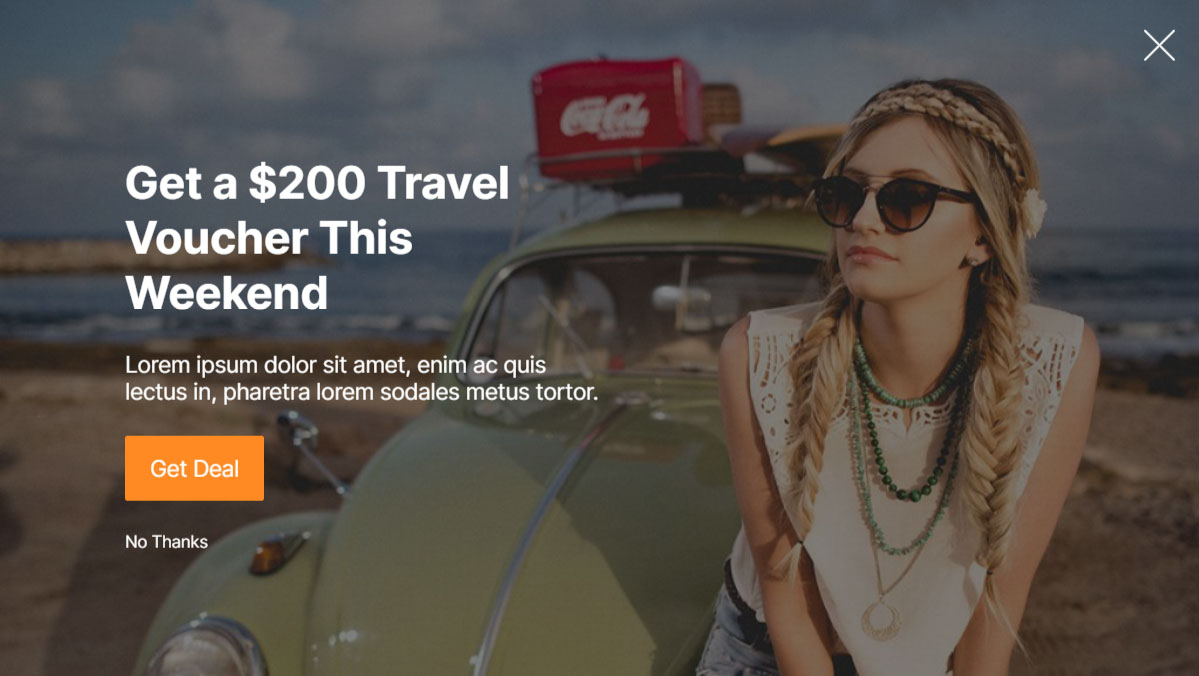 Coca-Cola
Get a $200 Travel
Voucher This
Weekend
Lorem ipsum dolor sit amet, enim ac quis
lectus in, pharetra lorem sodales metus tortor.
Get Deal
No Thanks